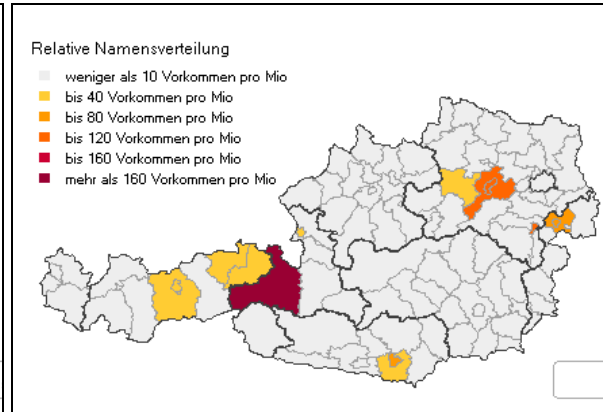 Relative Namensverteilung
weniger als 10 Vorkommen pro Mio
bis 40 Vorkommen pro Mio
bis 80 Vorkommen pro Mio
bis 120 Vorkommen pro Mio
bis 160 Vorkommen pro Mio
mehr als 160 Vorkommen pro Mio